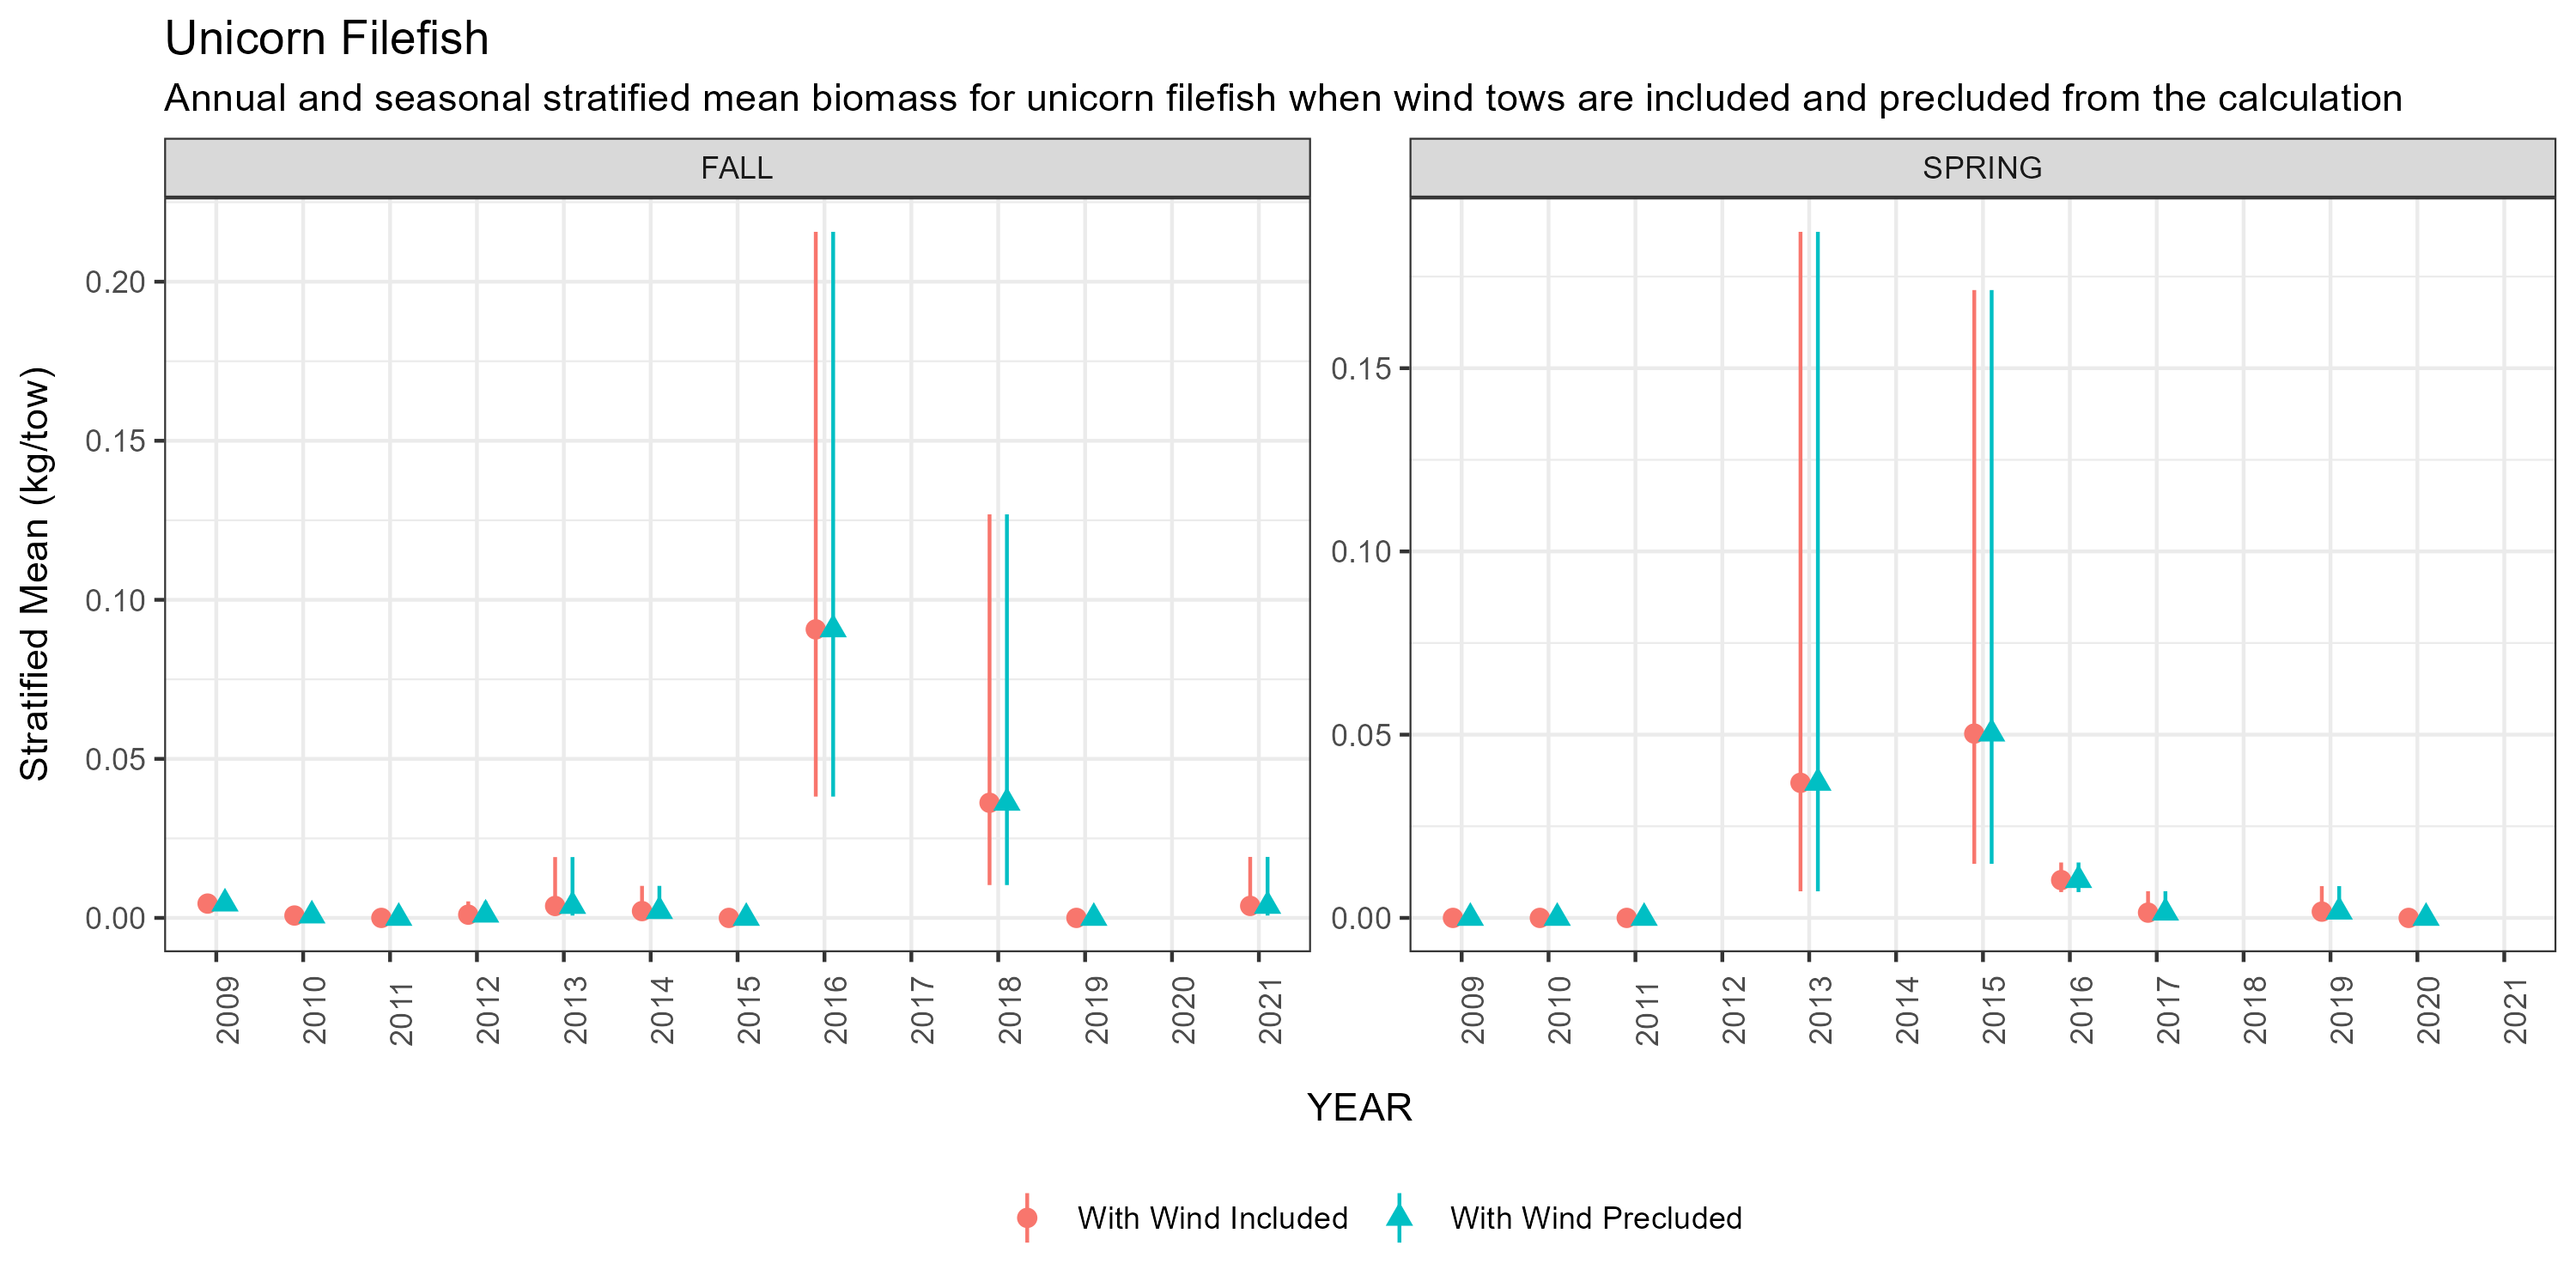 Unicorn Filefish
Annual and seasonal stratified mean biomass for unicorn filefish when wind tows are included and precluded from the calculation
FALL
SPRING
Stratified Mean (kg/tow)
0.20
0.15
0.10
0.05
0.00
0.15
0.10
0.05
0.00
2009 2010 2011 2012 2013 2014 2015 2016 2017 2018 2019 2020 2021
2009 2010 2011 2012 2013 2014 2015 2016 2017 2018 2019 2020 2021
YEAR
With Wind Included
With Wind Precluded